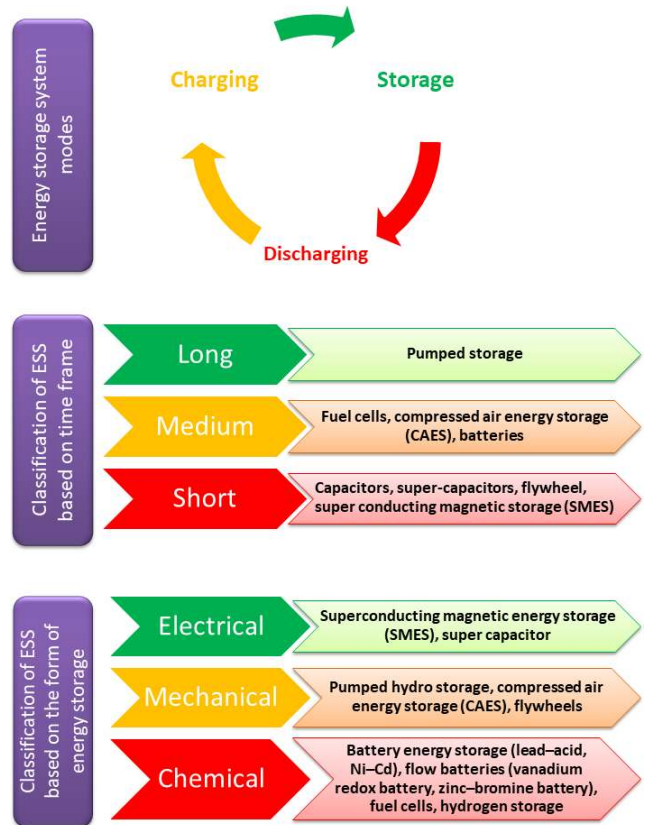 Energy storage system
modes
Charging
Storage
Discharging
Classification of ESS
based on time frame
Long
Pumped storage
Medium
Fuel cells, compressed air energy storage
(CAES), batteries
Short
Capacitors, super-capacitors, flywheel,
super conducting magnetic storage (SMES)
Classification of ESS
based on the form of
energy storage
Electrical
Superconducting magnetic energy storage
(SMES), super capacitor
Mechanical
Pumped hydro storage, compressed air
energy storage (CAES), flywheels
Chemical
Battery energy storage (lead–acid,
Ni–Cd), flow batteries (vanadium
redox battery, zinc–bromine battery),
fuel cells, hydrogen storage